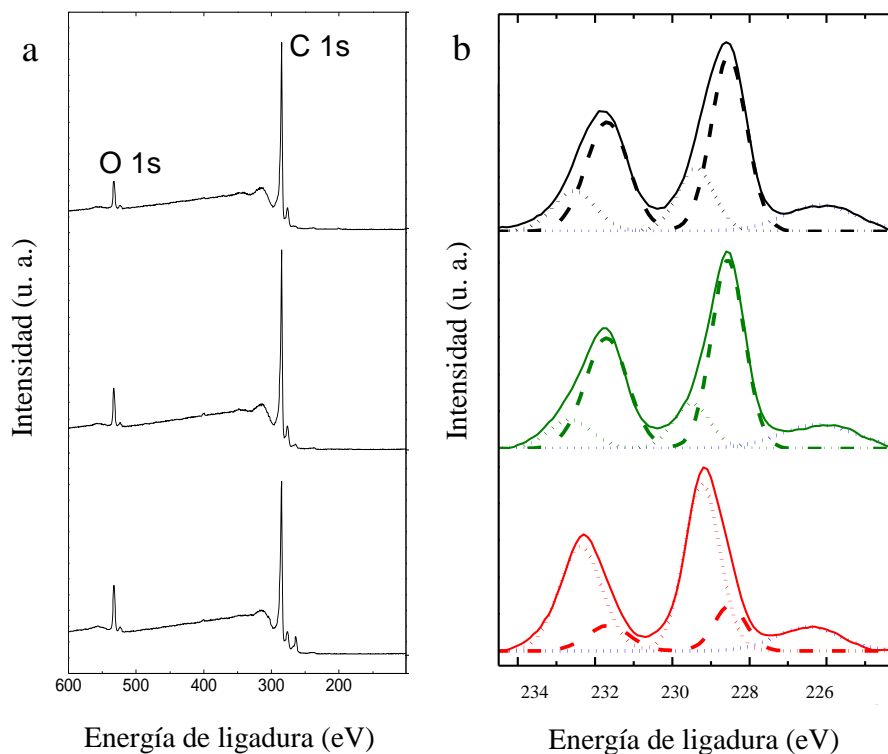 a
C 1s
O 1s
Intensidad (u. a.)
600 500 400 300 200
Energía de ligadura (eV)
b
Intensidad (u. a.)
234 232 230 228 226
Energía de ligadura (eV)